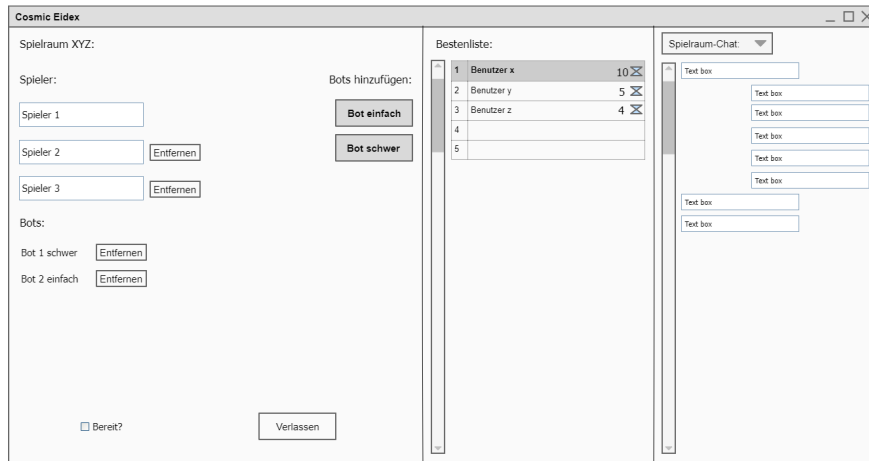 Cosmic Eidex
Spielraum XYZ:
Spieler:
Bots hinzufügen:
Spieler 1
Bot einfach
Spieler 2 Entfernen
Bot schwer
Spieler 3 Entfernen
Bots:
Bot 1 schwer Entfernen
Bot 2 einfach Entfernen
Bereit?
Verlassen
Bestenliste:
1 Benutzer x 10
2 Benutzer y 5
3 Benutzer z 4
4
5
Spielraum-Chat:
Text box
Text box
Text box
Text box
Text box
Text box
Text box
Text box